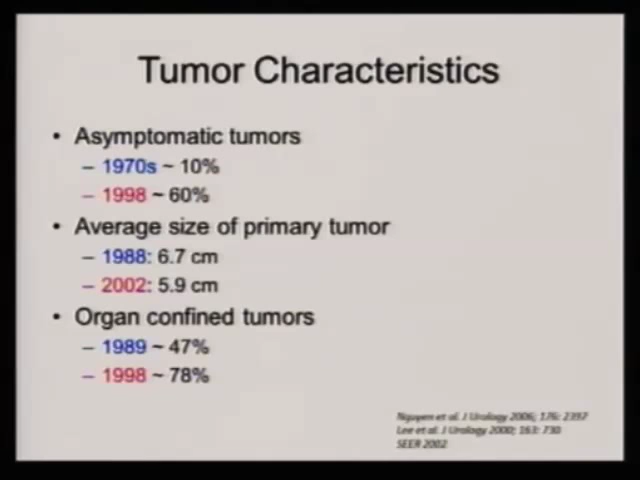 Tumor Characteristics
• Asymptomatic tumors
– 1970s ~ 10%
– 1998 ~ 60%
• Average size of primary tumor
– 1988: 6.7 cm
– 2002: 5.9 cm
• Organ confined tumors
– 1989 ~ 47%
– 1998 ~ 78%
Nguyen et al. J Urology 2006; 176: 2397
Lee et al. J Urology 2000; 163: 730
SEER 2002